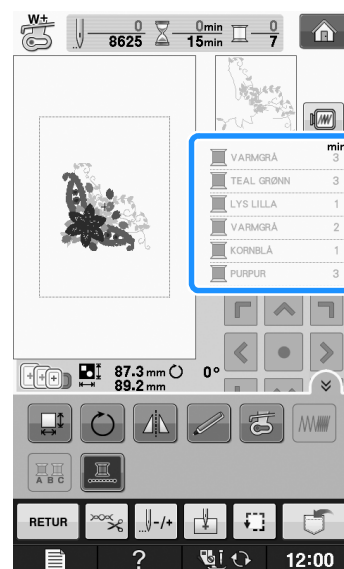 W+
0 0min 0
8625 15min 7
min
VARMGRÅ 3
TEAL GRØNN 3
LYS LILLA 1
VARMGRÅ 2
KORNBLÅ 1
PURPUR 3
87.3 mm 0°
89.2 mm
A B C
RETUR -/+
? 12:00